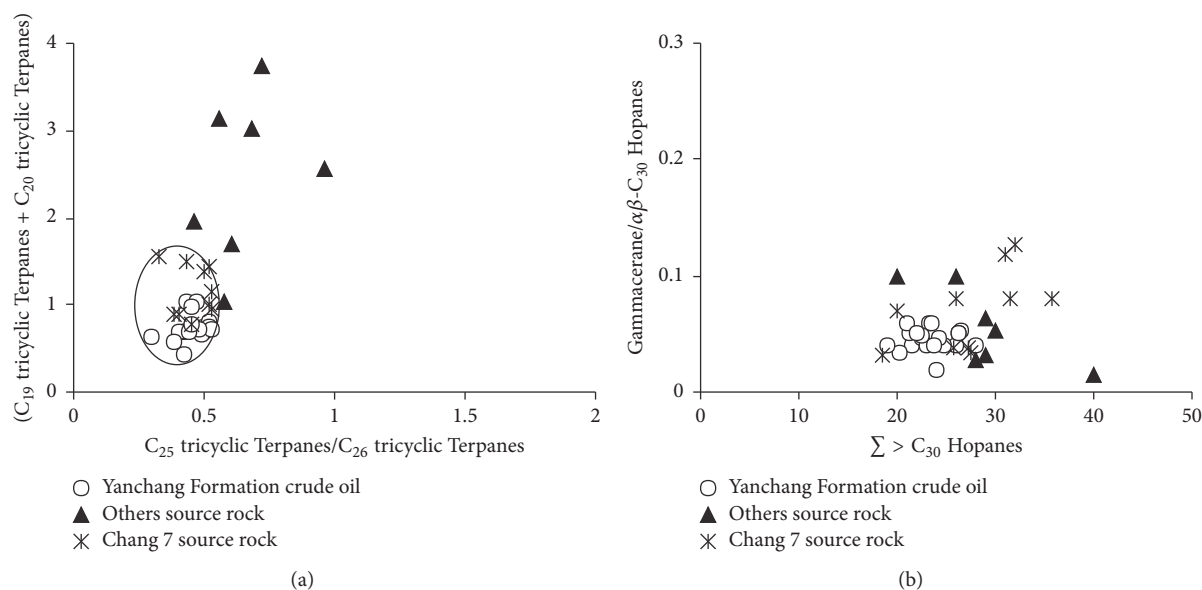 ((C19 tricyclic Terpanes + C20 tricyclic Terpanes)
4
3
2
1
0
0
0.5
1
1.5
2
C25 tricyclic Terpanes/C26 tricyclic Terpanes
Yanchang Formation crude oil
Others source rock
Chang 7 source rock
(a)
Gammacerane/αβ-C30 Hopanes
0.3
0.2
0.1
0
0
10
20
30
40
50
∑ > C30 Hopanes
Yanchang Formation crude oil
Others source rock
Chang 7 source rock
(b)